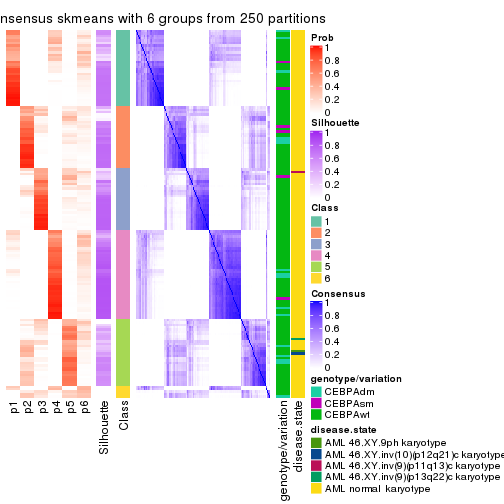 nsensus skmeans with 6 groups from 250 partitions
p1
p2
p3
p4
p5
p6
Silhouette
Class
genotype/variation
disease.state
Prob
1
0.8
0.6
0.4
0.2
0
Silhouette
1
0.8
0.6
0.4
0.2
0
Class
1
2
3
4
5
6
Consensus
1
0.8
0.6
0.4
0.2
0
genotype/variation
CEBPAdm
CEBPAsm
CEBPAwt
disease.state
AML 46.XY.9ph karyotype
AML 46.XY,inv(10)(p12q21)c karyotype
AML 46.XY,inv(9)(p11q13)c karyotype
AML 46.XY,inv(9)(p13q22)c karyotype
AML normal karyotype